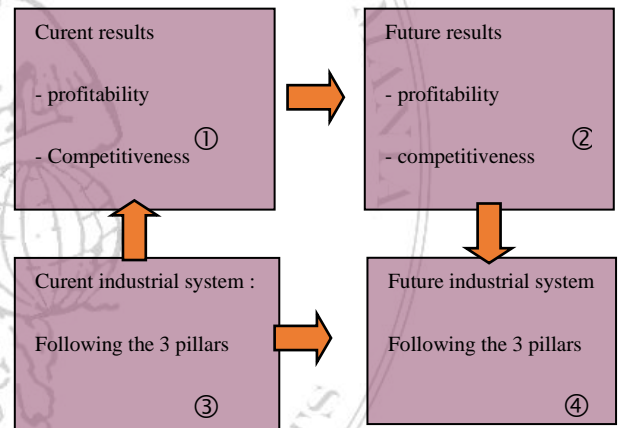 Curent results
- profitability
- Competitiveness ①
Future results
- profitability
- competitiveness ②
Curent industrial system :
Following the 3 pillars
③
Future industrial system
Following the 3 pillars
④